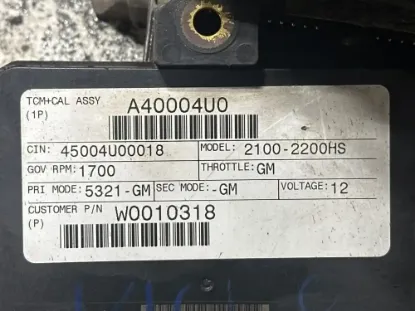 TCM+CAL ASSY A40004U0
(1P)
CIN: 45004U00018 MODEL: 2100-2200HS
GOV RPM: 1700 THROTTLE: GM
PRI MODE: 5321-GM SEC MODE: -GM VOLTAGE: 12
CUSTOMER P/N W0010318
(P)